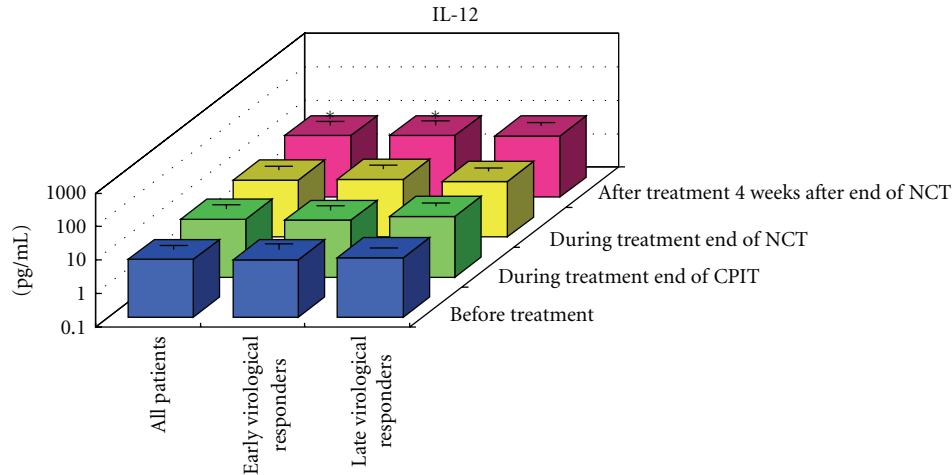 IL-12
*
*
1000
100
10
1
0.1
(pg/mL)
After treatment 4 weeks after end of NCT
During treatment end of NCT
During treatment end of CPIT
Before treatment
All patients
Early virological
responders
Late virological
responders